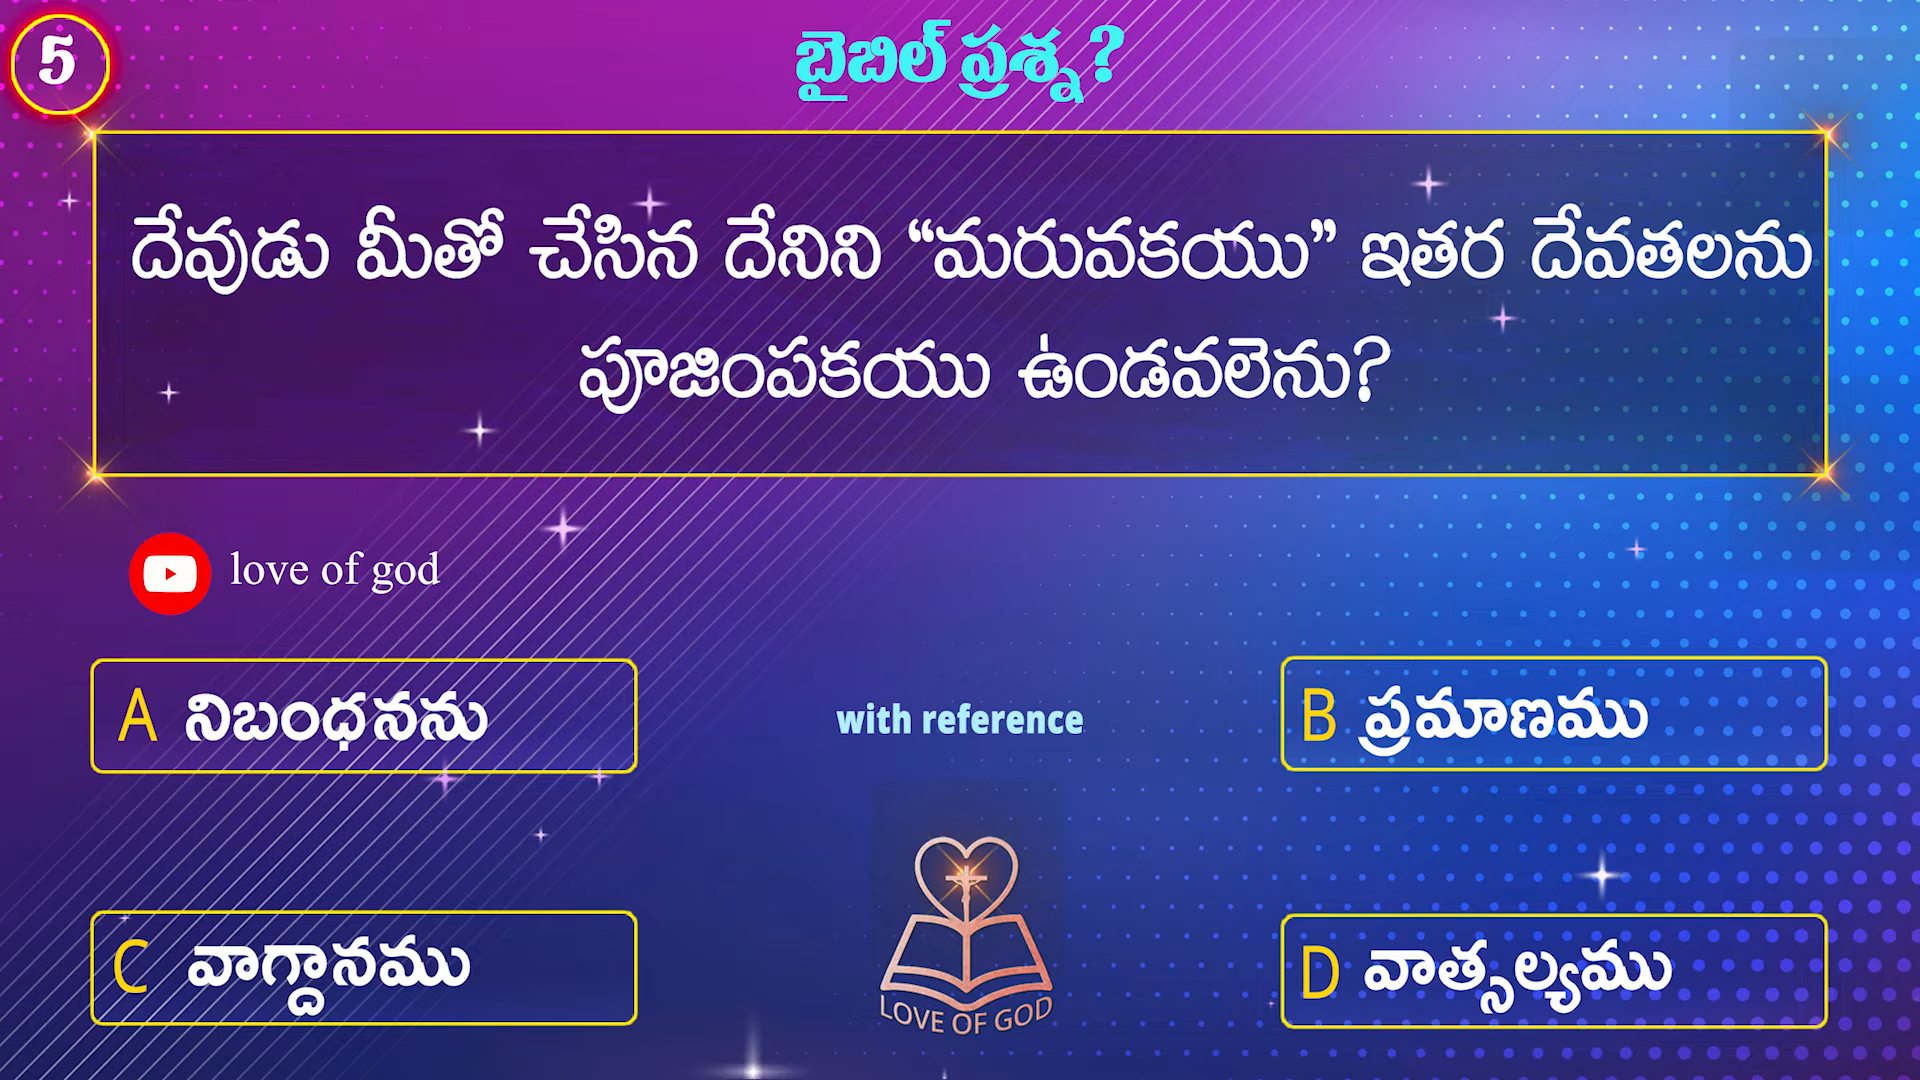 5
బైబిల్ ప్రశ్న?
దేవుడు మీతో చేసిన దేనిని “మరువకయు” ఇతర దేవతలను
పూజింపకయు ఉండవలెను?
love of god
A నిబంధనను
with reference
B ప్రమాణము
C వాగ్దానము
D వాత్సల్యము
LOVE OF GOD